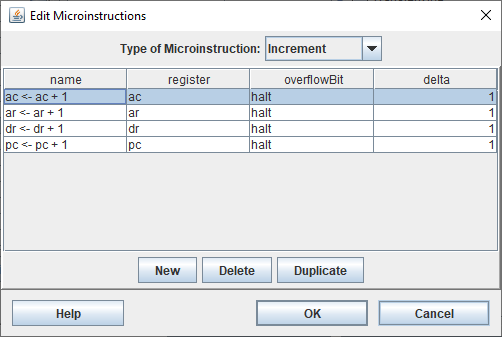 Edit Microinstructions
Type of Microinstruction: Increment
name register overflowBit delta
ac <- ac + 1 ac halt 1
ar <- ar + 1 ar halt 1
dr <- dr + 1 dr halt 1
pc <- pc + 1 pc halt 1
New Delete Duplicate
Help OK Cancel